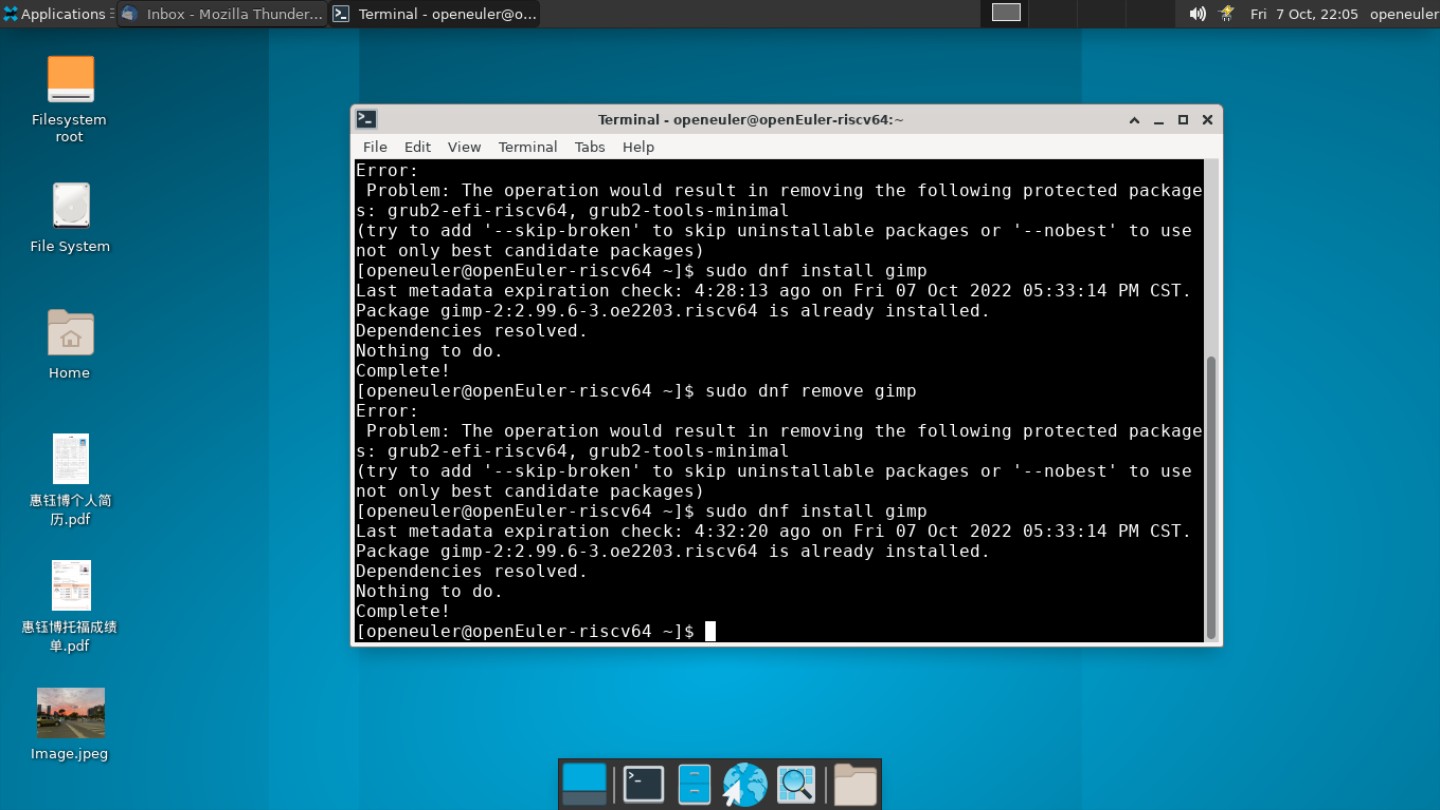 Applications
Inbox - Mozilla Thunder...
Terminal - openeuler@o...
Fri 7 Oct, 22:05
openeuler
Filesystem
root
File System
Home
惠钰博个人简
历.pdf
惠钰博托福成绩
单.pdf
Image.jpeg
Terminal - openeuler@openEuler-riscv64:~
File Edit View Terminal Tabs Help
Error:
 Problem: The operation would result in removing the following protected package
s: grub2-efi-riscv64, grub2-tools-minimal
(try to add '--skip-broken' to skip uninstallable packages or '--nobest' to use
not only best candidate packages)
[openeuler@openEuler-riscv64 ~]$ sudo dnf install gimp
Last metadata expiration check: 4:28:13 ago on Fri 07 Oct 2022 05:33:14 PM CST.
Package gimp-2:2.99.6-3.oe2203.riscv64 is already installed.
Dependencies resolved.
Nothing to do.
Complete!
[openeuler@openEuler-riscv64 ~]$ sudo dnf remove gimp
Error:
 Problem: The operation would result in removing the following protected package
s: grub2-efi-riscv64, grub2-tools-minimal
(try to add '--skip-broken' to skip uninstallable packages or '--nobest' to use
not only best candidate packages)
[openeuler@openEuler-riscv64 ~]$ sudo dnf install gimp
Last metadata expiration check: 4:32:20 ago on Fri 07 Oct 2022 05:33:14 PM CST.
Package gimp-2:2.99.6-3.oe2203.riscv64 is already installed.
Dependencies resolved.
Nothing to do.
Complete!
[openeuler@openEuler-riscv64 ~]$